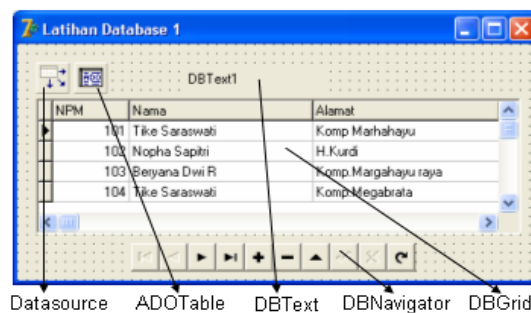 Latihan Database 1
DBText1
NPM Nama Alamat
101 Tike Saraswati Komp Marhahayu
102 Nopha Sapitri H.Kurdi
103 Beryana Dwi R Komp.Margahayu raya
104 Tike Saraswati Komp.Megabrata
Datasource ADOTable DBText DBNavigator DBGrid